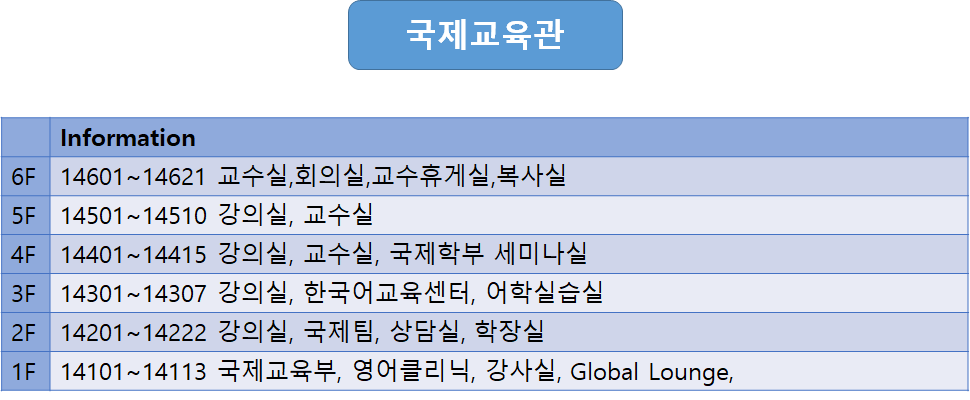 국제교육관
Information
6F 14601~14621 교수실,회의실,교수휴게실,복사실
5F 14501~14510 강의실, 교수실
4F 14401~14415 강의실, 교수실, 국제학부 세미나실
3F 14301~14307 강의실, 한국어교육센터, 어학실습실
2F 14201~14222 강의실, 국제팀, 상담실, 학장실
1F 14101~14113 국제교육부, 영어클리닉, 강사실, Global Lounge,